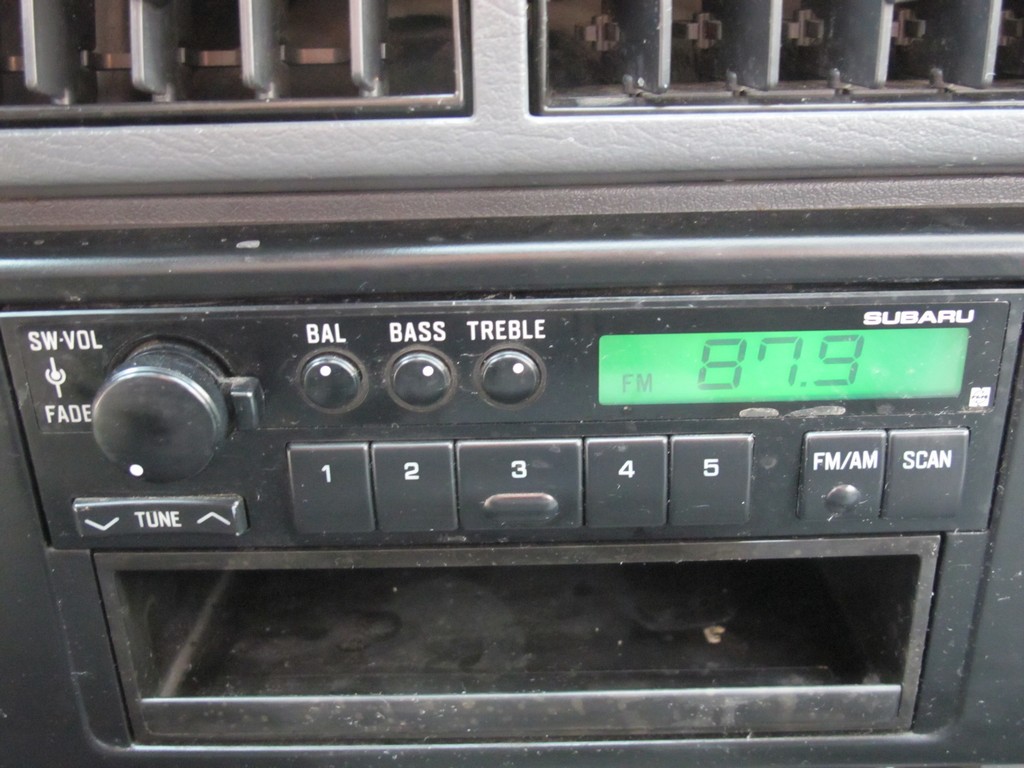 SUBARU
SW·VOL
FADE
BAL BASS TREBLE
FM 87.9
1 2 3 4 5
FM/AM SCAN
TUNE